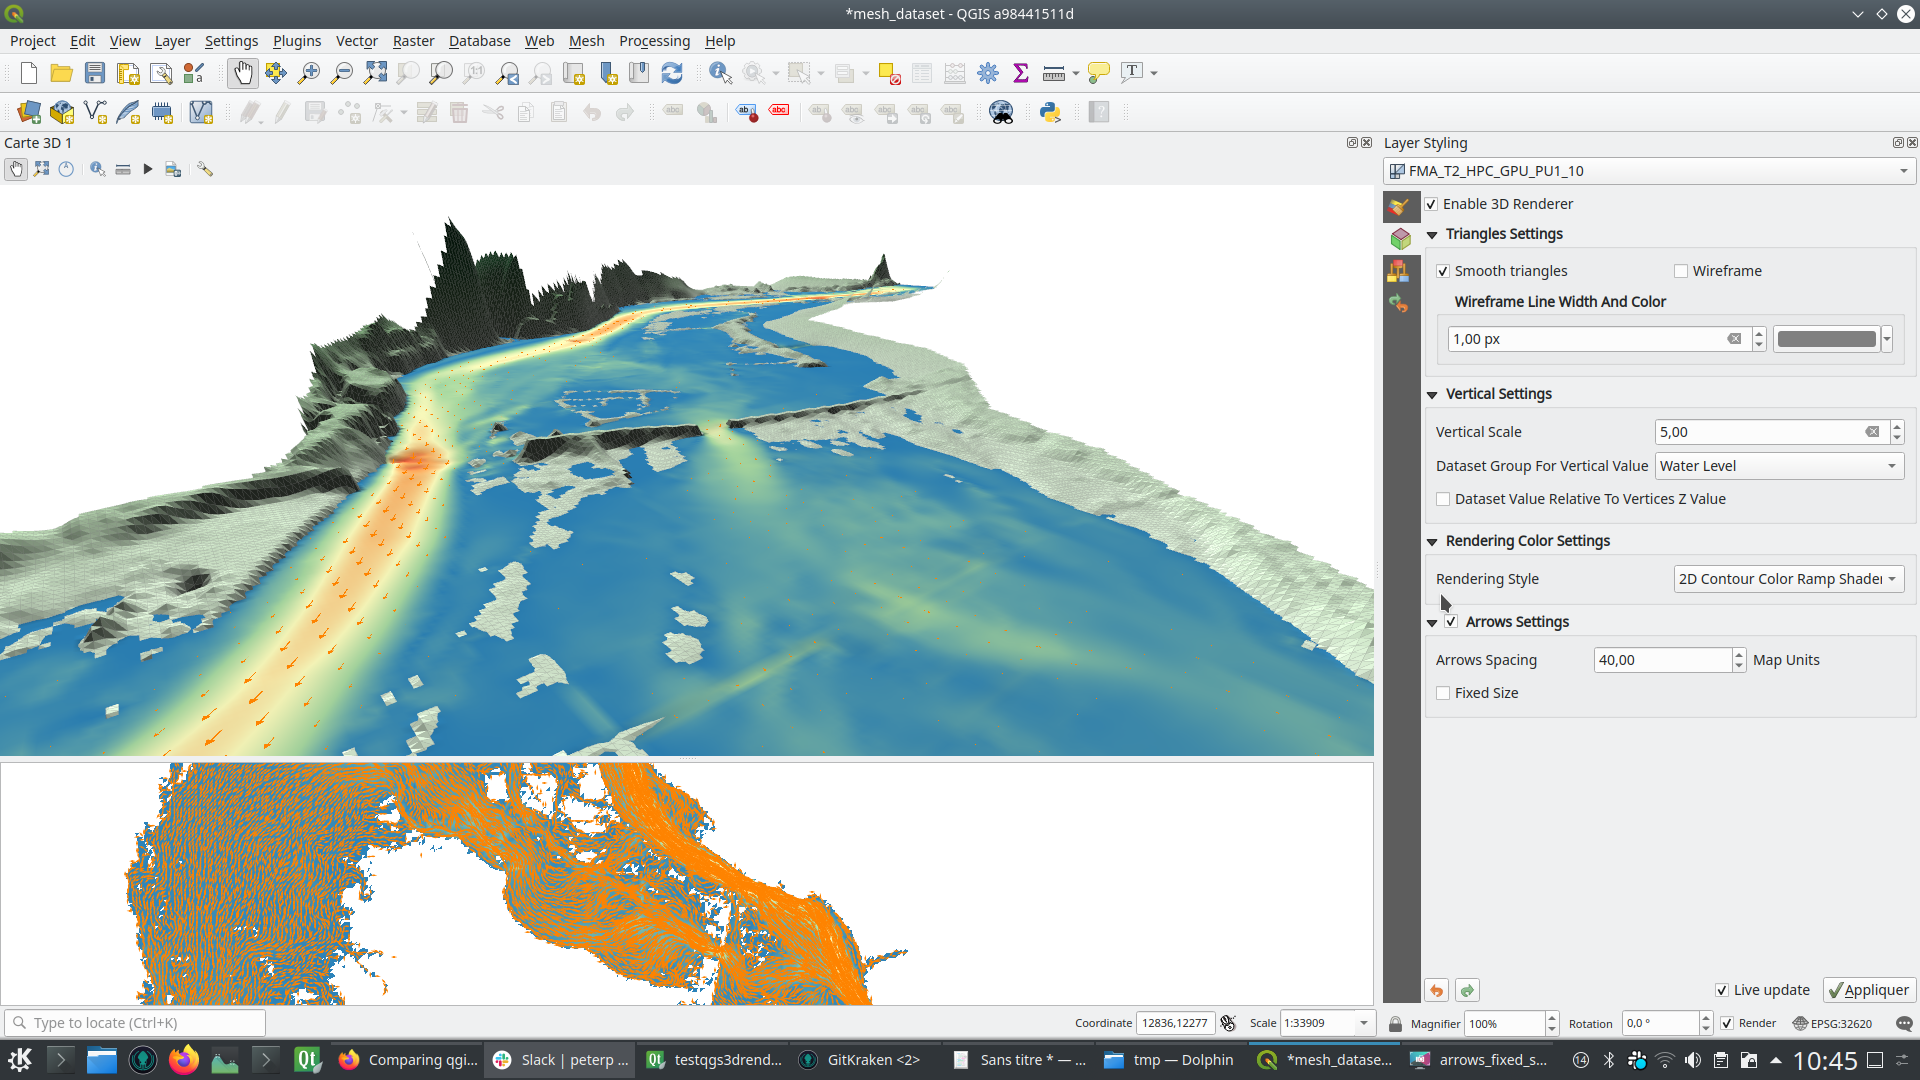 *mesh_dataset - QGIS a98441511d
Project Edit View Layer Settings Plugins Vector Raster Database Web Mesh Processing Help
Carte 3D 1
Layer Styling
FMA_T2_HPC_GPU_PU1_10
Enable 3D Renderer
Triangles Settings
Smooth triangles Wireframe
Wireframe Line Width And Color
1,00 px
Vertical Settings
Vertical Scale 5,00
Dataset Group For Vertical Value Water Level
Dataset Value Relative To Vertices Z Value
Rendering Color Settings
Rendering Style 2D Contour Color Ramp Shader
Arrows Settings
Arrows Spacing 40,00 Map Units
Fixed Size
Live update Appliquer
Type to locate (Ctrl+K) Coordinate 12836,12277 Scale 1:33909 Magnifier 100% Rotation 0,0 ° Render EPSG:32620
Comparing qgi... Slack | peterp ... testqgs3drend... GitKraken <2> Sans titre * — ... tmp — Dolphin *mesh_datase... arrows_fixed_s... 14 10:45